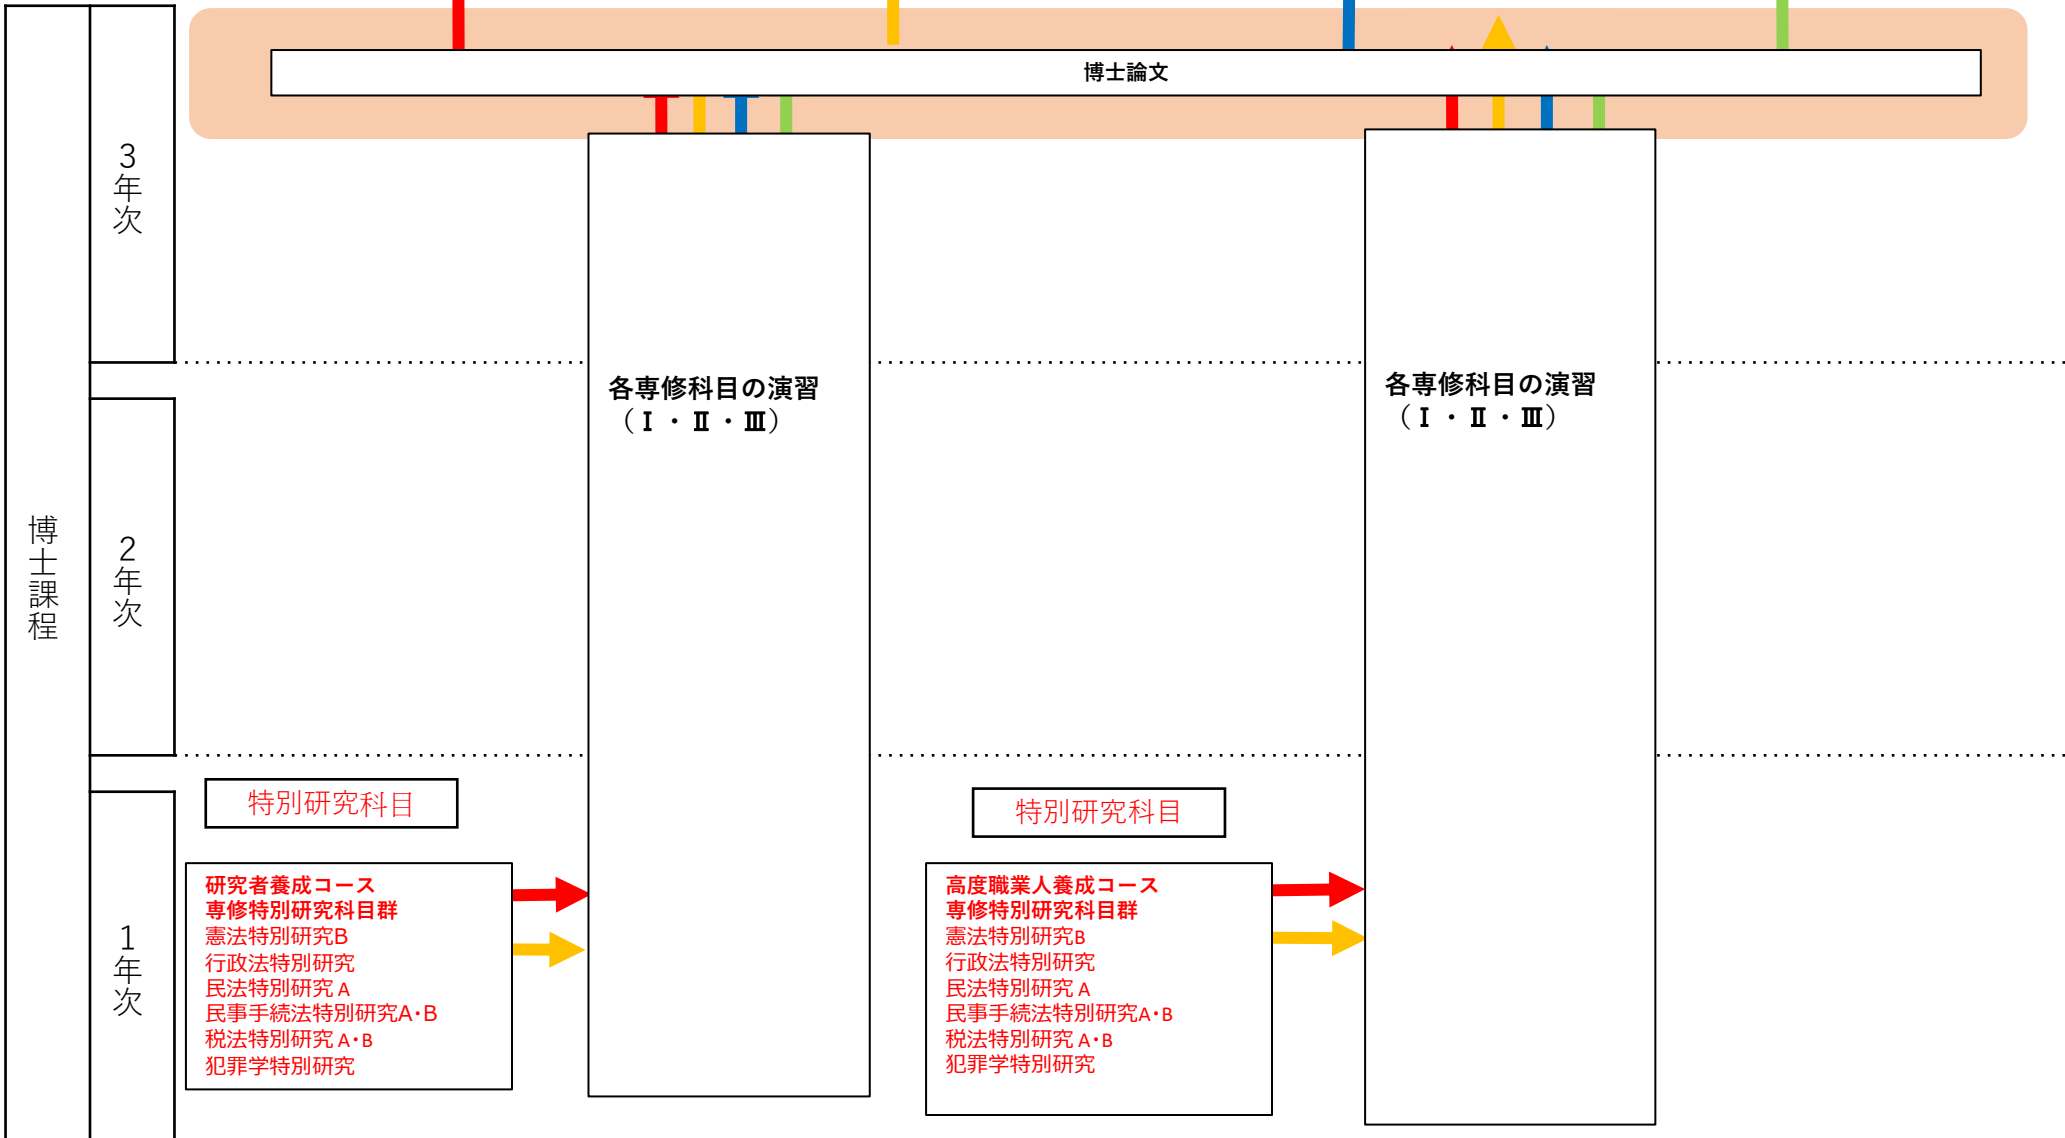 博士論文
3年次
各専修科目の演習
（Ⅰ・Ⅱ・Ⅲ）
各専修科目の演習
（Ⅰ・Ⅱ・Ⅲ）
博士課程
2年次
特別研究科目
特別研究科目
1年次
研究者養成コース
専修特別研究科目群
憲法特別研究B
行政法特別研究
民法特別研究 A
民事手続法特別研究A・B
税法特別研究 A・B
犯罪学特別研究
高度職業人養成コース
専修特別研究科目群
憲法特別研究B
行政法特別研究
民法特別研究 A
民事手続法特別研究A・B
税法特別研究 A・B
犯罪学特別研究